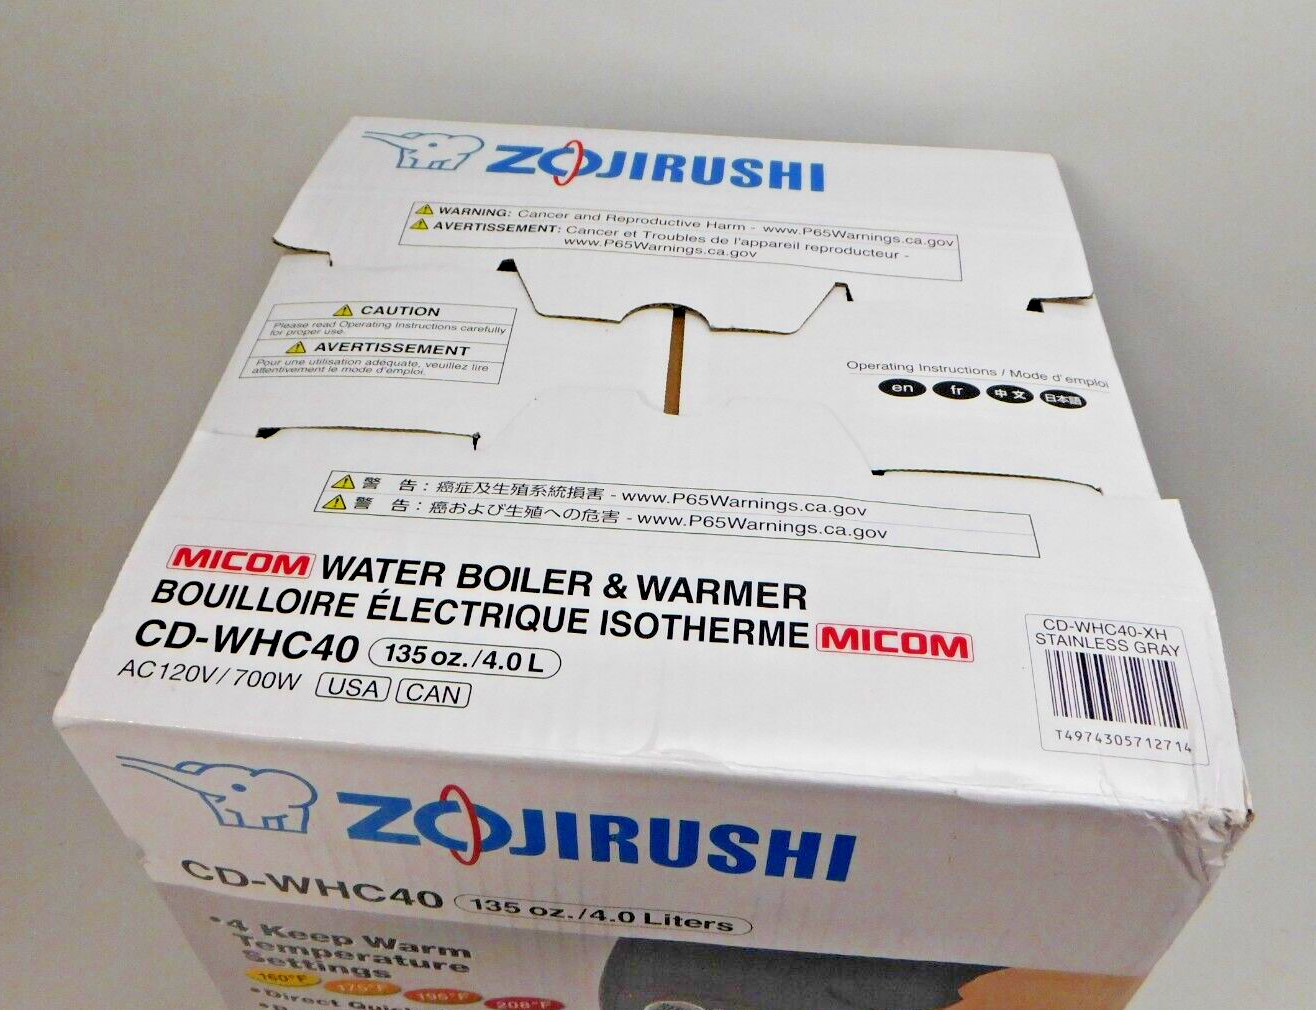 ZOJIRUSHI
WARNING: Cancer and Reproductive Harm - www.P65Warnings.ca.gov
AVERTISSEMENT: Cancer et Troubles de l'appareil reproducteur -
www.P65Warnings.ca.gov
CAUTION
Please read Operating Instructions carefully
for proper use.
AVERTISSEMENT
Pour une utilisation adéquate, veuillez lire
attentivement le mode d'emploi.
Operating Instructions / Mode d'emploi
en fr 中文 日本語
警 告：癌症及生殖系統損害 - www.P65Warnings.ca.gov
警 告：癌および生殖への危害 - www.P65Warnings.ca.gov
MICOM WATER BOILER & WARMER
BOUILLOIRE ÉLECTRIQUE ISOTHERME MICOM
CD-WHC40 135 oz./4.0 L
AC120V/700W USA CAN
CD-WHC40-XH
STAINLESS GRAY
T4974305712714
ZOJIRUSHI
CD-WHC40 135 oz./4.0 Liters
•4 Keep Warm
Temperature
Settings
160°F 175°F 195°F 208°F
•Direct